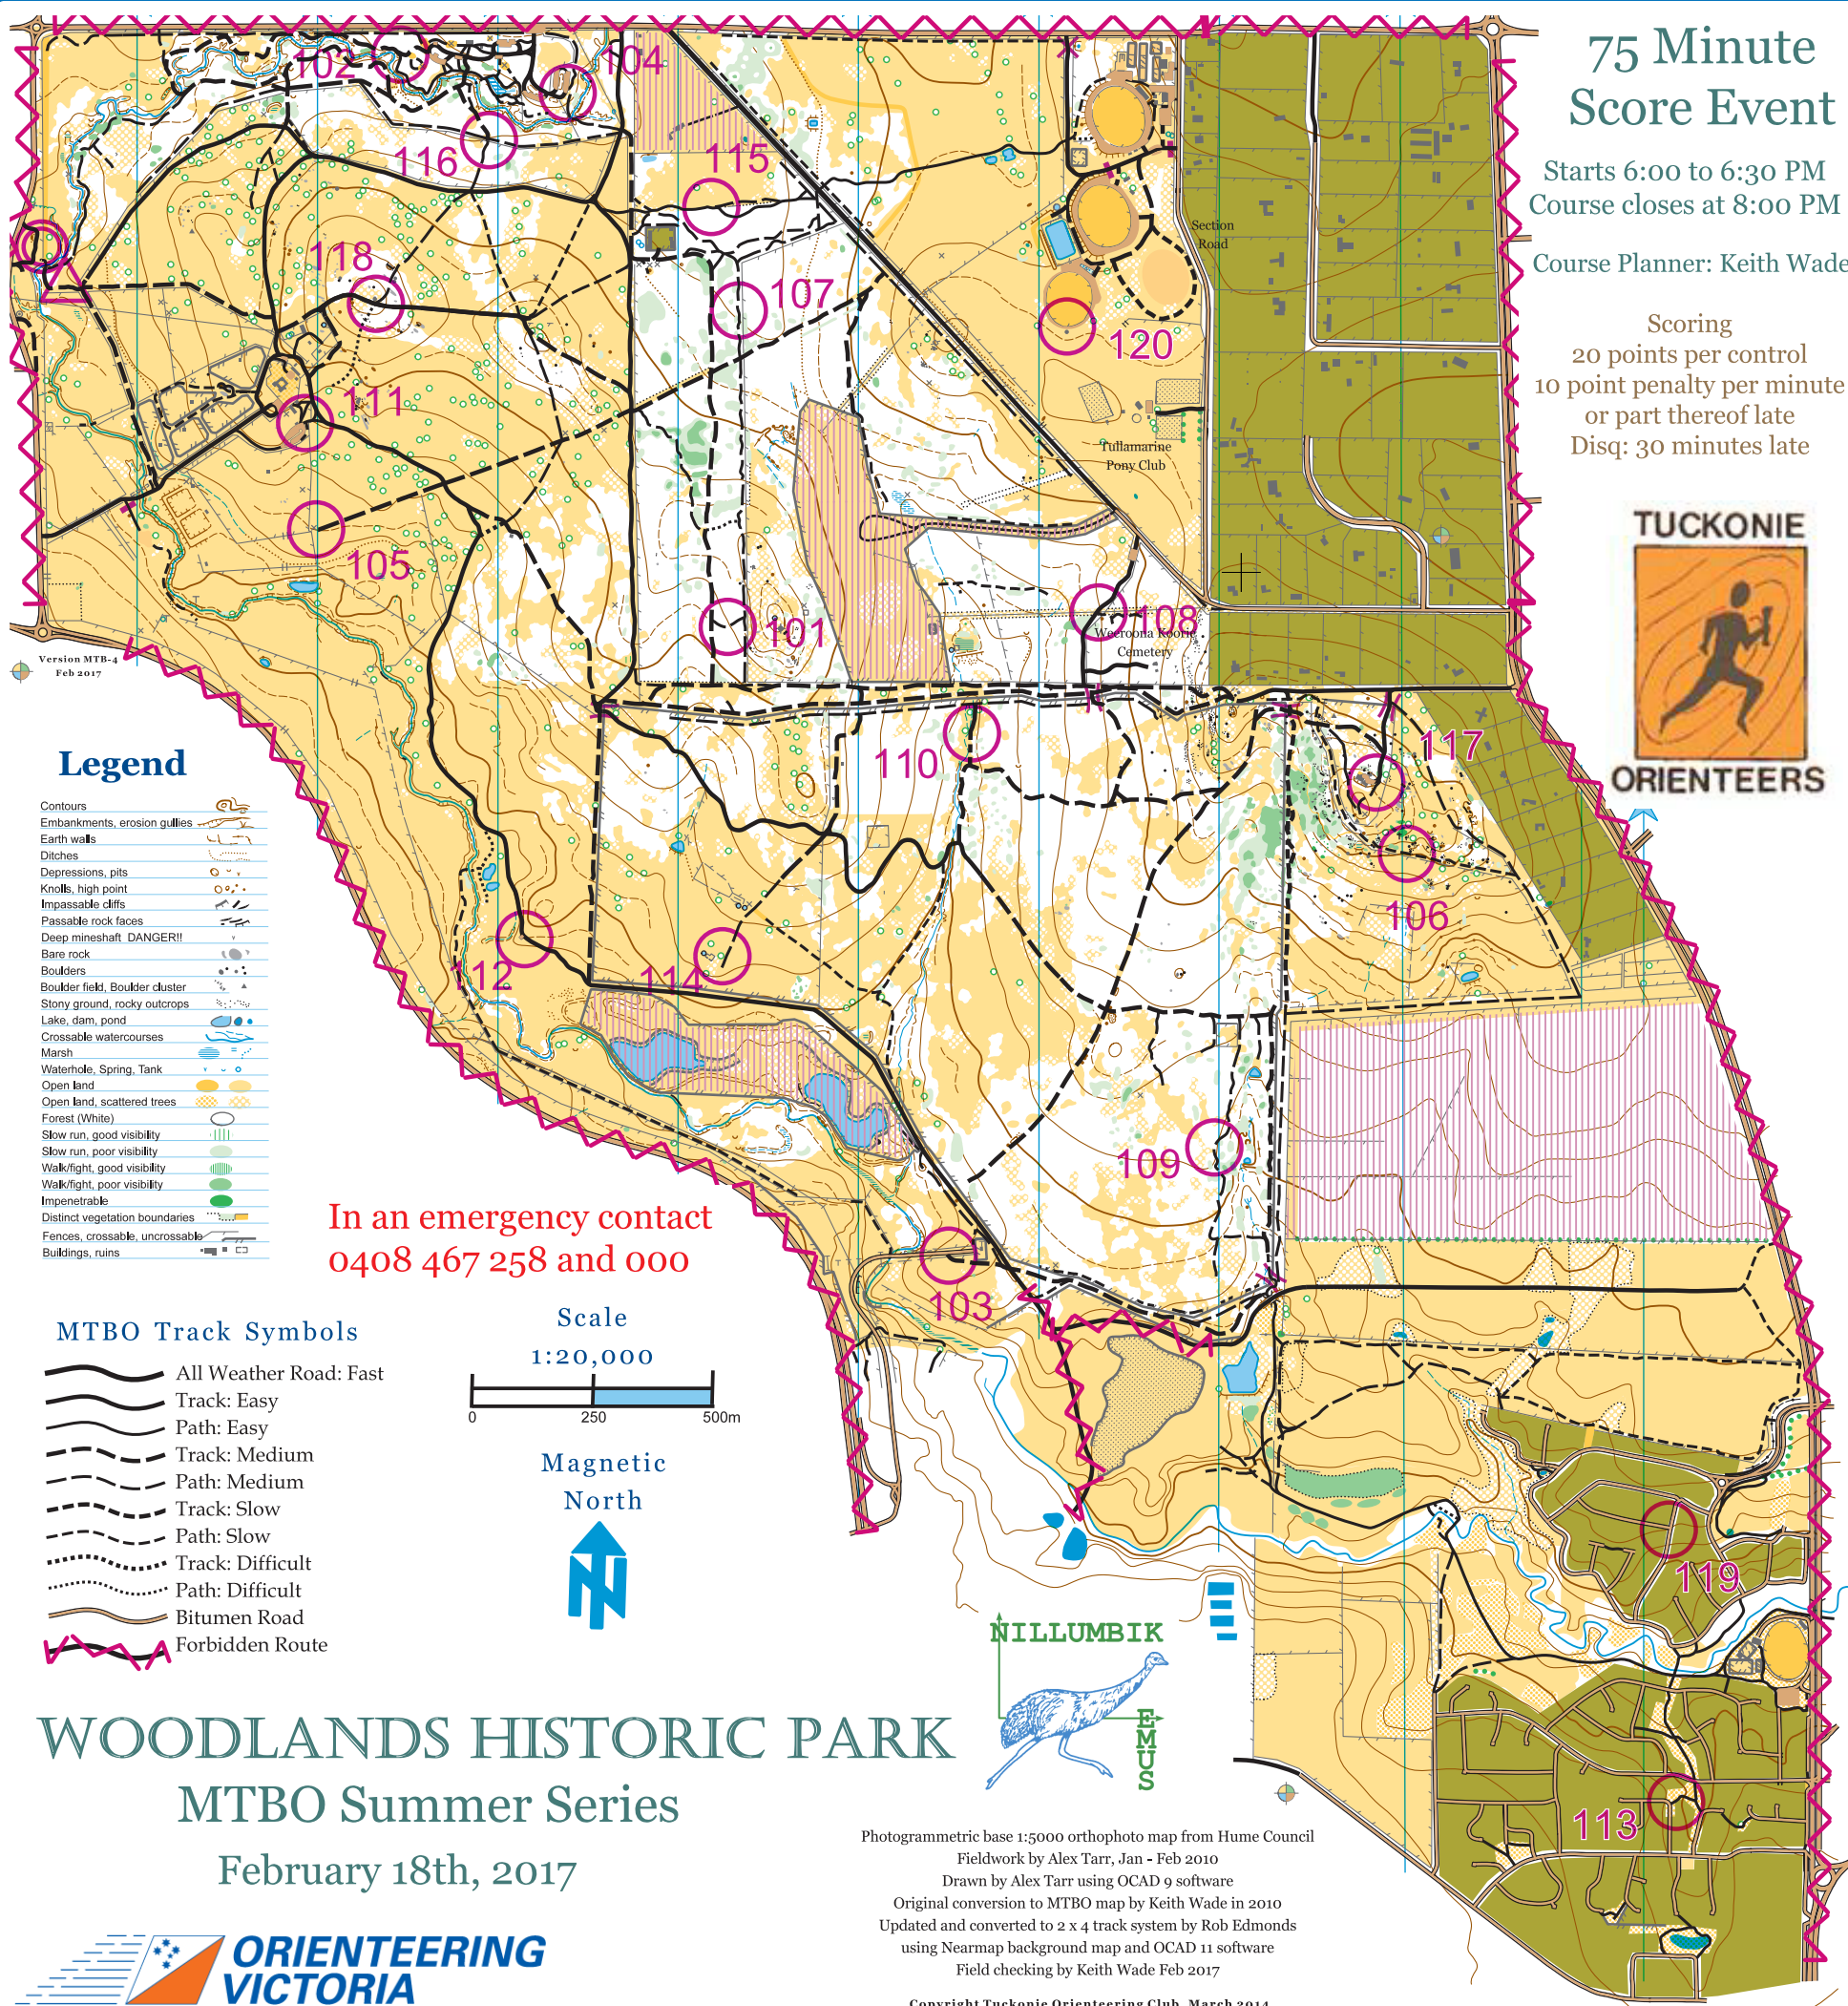 75 Minute
Score Event
Starts 6:00 to 6:30 PM
Course closes at 8:00 PM
Course Planner: Keith Wade
Scoring
20 points per control
10 point penalty per minute
or part thereof late
Disq: 30 minutes late
TUCKONIE
ORIENTEERS
102
104
116
115
118
107
111
105
101
120
108
110
117
106
112
114
109
103
119
113
Section
Road
Tullamarine
Pony Club
Weeroona Koorie
Cemetery
Version MTB-4
Feb 2017
Legend
Contours
Embankments, erosion gullies
Earth walls
Ditches
Depressions, pits
Knolls, high point
Impassable cliffs
Passable rock faces
Deep mineshaft DANGER!!
Bare rock
Boulders
Boulder field, Boulder cluster
Stony ground, rocky outcrops
Lake, dam, pond
Crossable watercourses
Marsh
Waterhole, Spring, Tank
Open land
Open land, scattered trees
Forest (White)
Slow run, good visibility
Slow run, poor visibility
Walk/fight, good visibility
Walk/fight, poor visibility
Impenetrable
Distinct vegetation boundaries
Fences, crossable, uncrossable
Buildings, ruins
In an emergency contact
0408 467 258 and 000
MTBO Track Symbols
All Weather Road: Fast
Track: Easy
Path: Easy
Track: Medium
Path: Medium
Track: Slow
Path: Slow
Track: Difficult
Path: Difficult
Bitumen Road
Forbidden Route
Scale
1:20,000
0 250 500m
Magnetic
North
N
NILLUMBIK
EMUS
WOODLANDS HISTORIC PARK
MTBO Summer Series
February 18th, 2017
ORIENTEERING
VICTORIA
Photogrammetric base 1:5000 orthophoto map from Hume Council
Fieldwork by Alex Tarr, Jan - Feb 2010
Drawn by Alex Tarr using OCAD 9 software
Original conversion to MTBO map by Keith Wade in 2010
Updated and converted to 2 x 4 track system by Rob Edmonds
using Nearmap background map and OCAD 11 software
Field checking by Keith Wade Feb 2017
Copyright Tuckonie Orienteering Club, March 2014